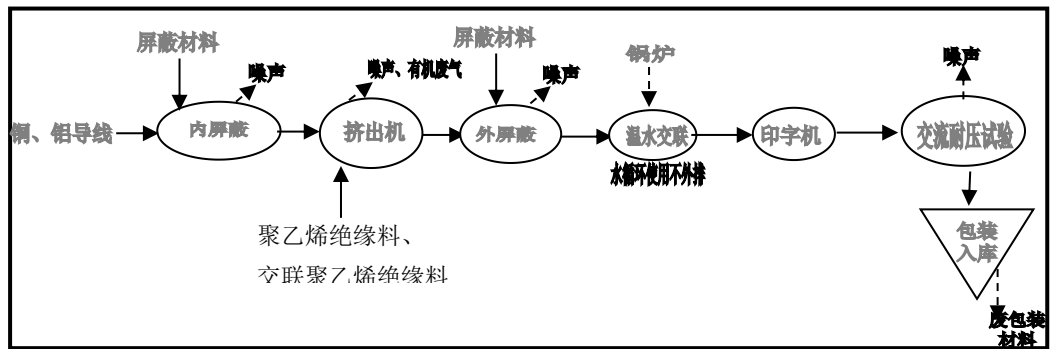 屏蔽材料
屏蔽材料
锅炉
噪声
噪声
噪声、有机废气
噪声
铜、铝导线
内屏蔽
挤出机
外屏蔽
温水交联
印字机
交流耐压试验
水循环使用不外排
聚乙烯绝缘料、
交联聚乙烯绝缘料
包装
入库
废包装
材料